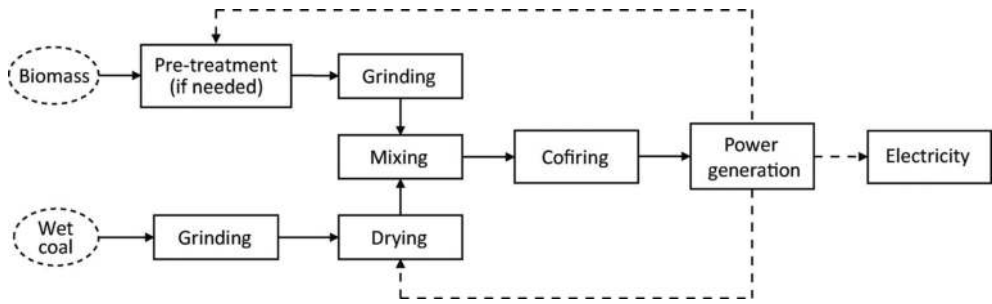 Biomass
Pre-treatment
(if needed)
Grinding
Mixing
Cofiring
Power
generation
Electricity
Wet
coal
Grinding
Drying